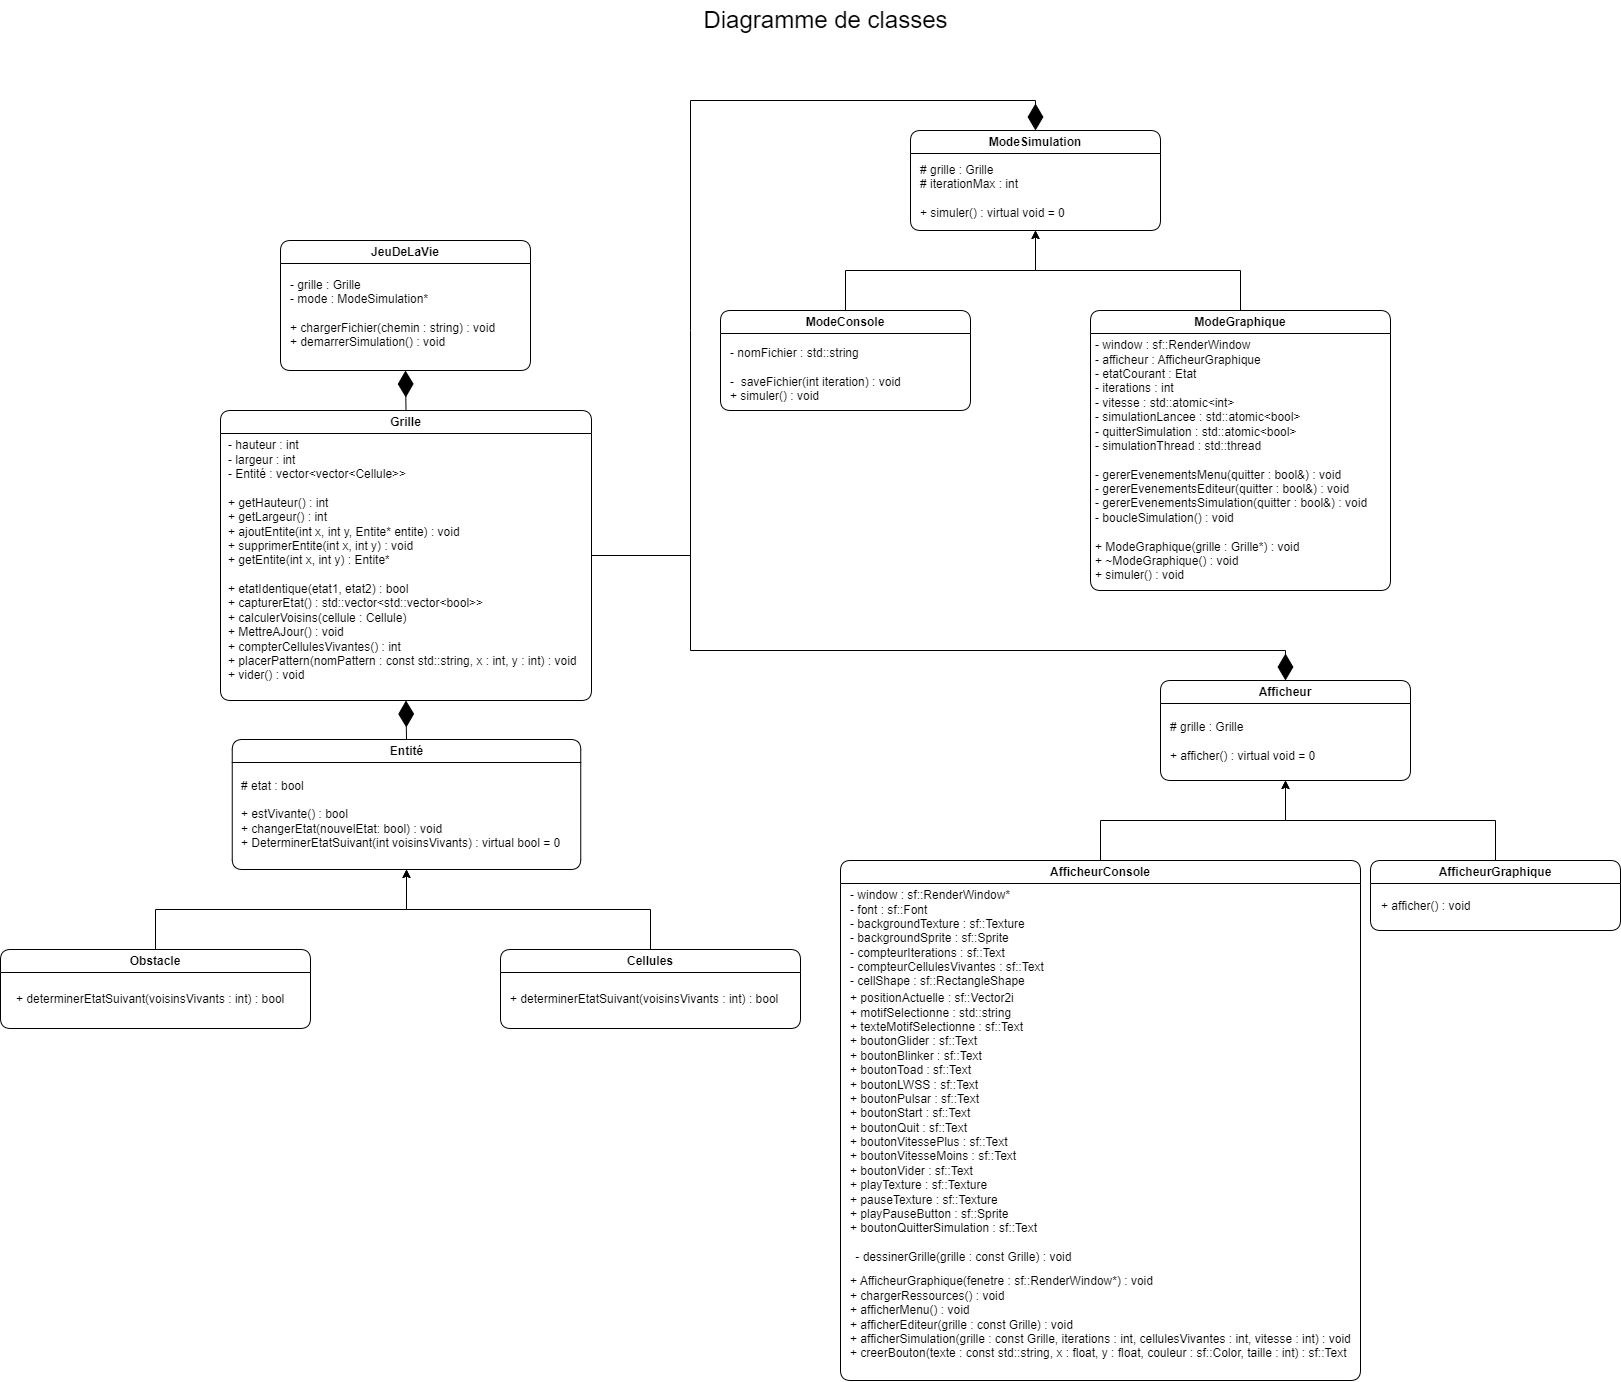 Diagramme de classes
ModeSimulation
# grille : Grille
# iterationMax : int
+ simuler() : virtual void = 0
JeuDeLaVie
- grille : Grille
- mode : ModeSimulation*
+ chargerFichier(chemin : string) : void
+ demarrerSimulation() : void
ModeConsole
- nomFichier : std::string
- saveFichier(int iteration) : void
+ simuler() : void
ModeGraphique
- window : sf::RenderWindow
- afficheur : AfficheurGraphique
- etatCourant : Etat
- iterations : int
- vitesse : std::atomic<int>
- simulationLancee : std::atomic<bool>
- quitterSimulation : std::atomic<bool>
- simulationThread : std::thread
- gererEvenementsMenu(quitter : bool&) : void
- gererEvenementsEditeur(quitter : bool&) : void
- gererEvenementsSimulation(quitter : bool&) : void
- boucleSimulation() : void
+ ModeGraphique(grille : Grille*) : void
+ ~ModeGraphique() : void
+ simuler() : void
Grille
- hauteur : int
- largeur : int
- Entité : vector<vector<Cellule>>
+ getHauteur() : int
+ getLargeur() : int
+ ajoutEntite(int x, int y, Entite* entite) : void
+ supprimerEntite(int x, int y) : void
+ getEntite(int x, int y) : Entite*
+ etatIdentique(etat1, etat2) : bool
+ capturerEtat() : std::vector<std::vector<bool>>
+ calculerVoisins(cellule : Cellule)
+ MettreAJour() : void
+ compterCellulesVivantes() : int
+ placerPattern(nomPattern : const std::string, x : int, y : int) : void
+ vider() : void
Afficheur
# grille : Grille
+ afficher() : virtual void = 0
Entité
# etat : bool
+ estVivante() : bool
+ changerEtat(nouvelEtat: bool) : void
+ DeterminerEtatSuivant(int voisinsVivants) : virtual bool = 0
Obstacle
+ determinerEtatSuivant(voisinsVivants : int) : bool
Cellules
+ determinerEtatSuivant(voisinsVivants : int) : bool
AfficheurConsole
- window : sf::RenderWindow*
- font : sf::Font
- backgroundTexture : sf::Texture
- backgroundSprite : sf::Sprite
- compteurIterations : sf::Text
- compteurCellulesVivantes : sf::Text
- cellShape : sf::RectangleShape
+ positionActuelle : sf::Vector2i
+ motifSelectionne : std::string
+ texteMotifSelectionne : sf::Text
+ boutonGlider : sf::Text
+ boutonBlinker : sf::Text
+ boutonToad : sf::Text
+ boutonLWSS : sf::Text
+ boutonPulsar : sf::Text
+ boutonStart : sf::Text
+ boutonQuit : sf::Text
+ boutonVitessePlus : sf::Text
+ boutonVitesseMoins : sf::Text
+ boutonVider : sf::Text
+ playTexture : sf::Texture
+ pauseTexture : sf::Texture
+ playPauseButton : sf::Sprite
+ boutonQuitterSimulation : sf::Text
- dessinerGrille(grille : const Grille) : void
+ AfficheurGraphique(fenetre : sf::RenderWindow*) : void
+ chargerRessources() : void
+ afficherMenu() : void
+ afficherEditeur(grille : const Grille) : void
+ afficherSimulation(grille : const Grille, iterations : int, cellulesVivantes : int, vitesse : int) : void
+ creerBouton(texte : const std::string, x : float, y : float, couleur : sf::Color, taille : int) : sf::Text
AfficheurGraphique
+ afficher() : void